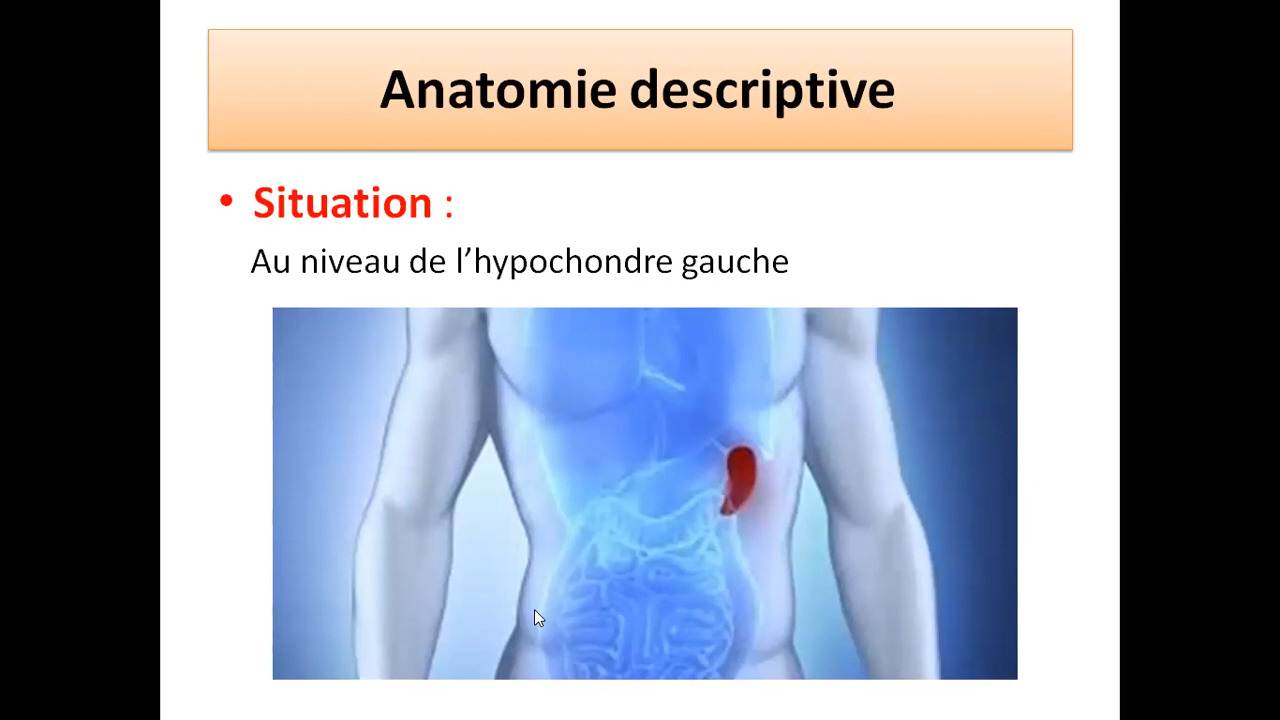 Anatomie descriptive
• Situation :
Au niveau de l’hypochondre gauche